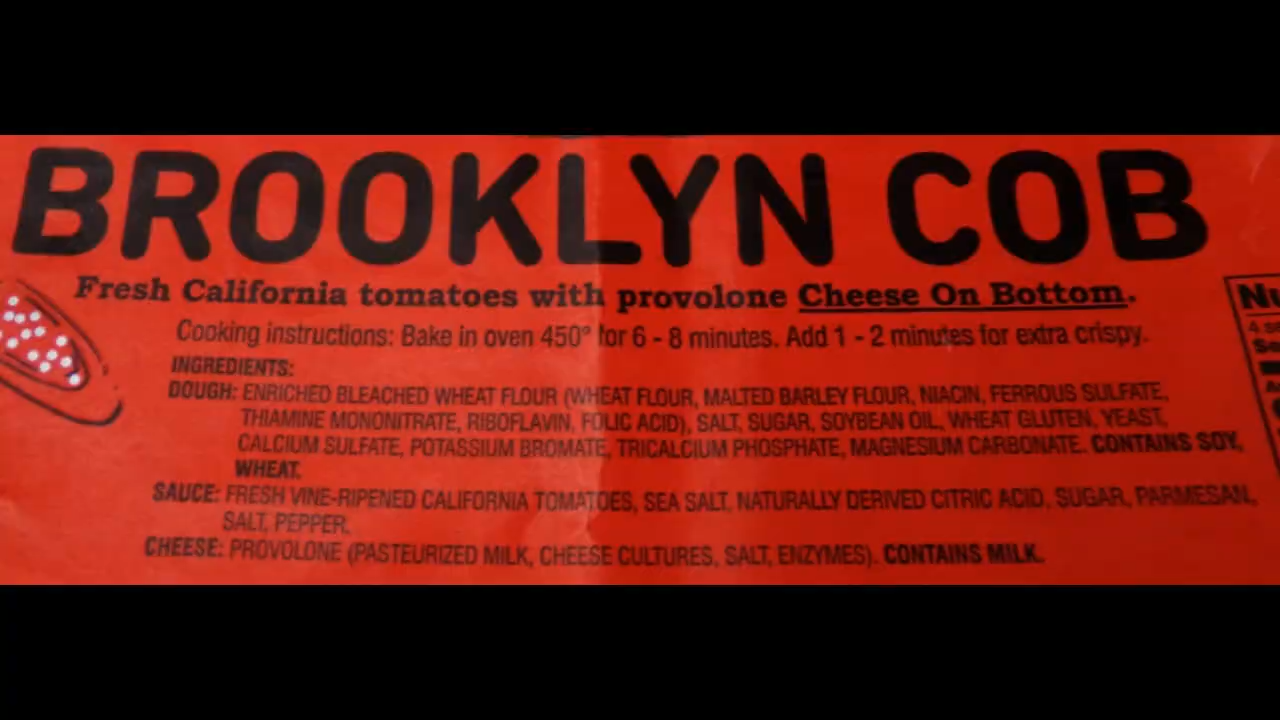 BROOKLYN COB
Fresh California tomatoes with provolone Cheese On Bottom.
Cooking instructions: Bake in oven 450° for 6 - 8 minutes. Add 1 - 2 minutes for extra crispy.
INGREDIENTS:
DOUGH: ENRICHED BLEACHED WHEAT FLOUR (WHEAT FLOUR, MALTED BARLEY FLOUR, NIACIN, FERROUS SULFATE,
THIAMINE MONONITRATE, RIBOFLAVIN, FOLIC ACID), SALT, SUGAR, SOYBEAN OIL, WHEAT GLUTEN, YEAST,
CALCIUM SULFATE, POTASSIUM BROMATE, TRICALCIUM PHOSPHATE, MAGNESIUM CARBONATE. CONTAINS SOY,
WHEAT.
SAUCE: FRESH VINE-RIPENED CALIFORNIA TOMATOES, SEA SALT, NATURALLY DERIVED CITRIC ACID, SUGAR, PARMESAN,
SALT, PEPPER.
CHEESE: PROVOLONE (PASTEURIZED MILK, CHEESE CULTURES, SALT, ENZYMES). CONTAINS MILK.